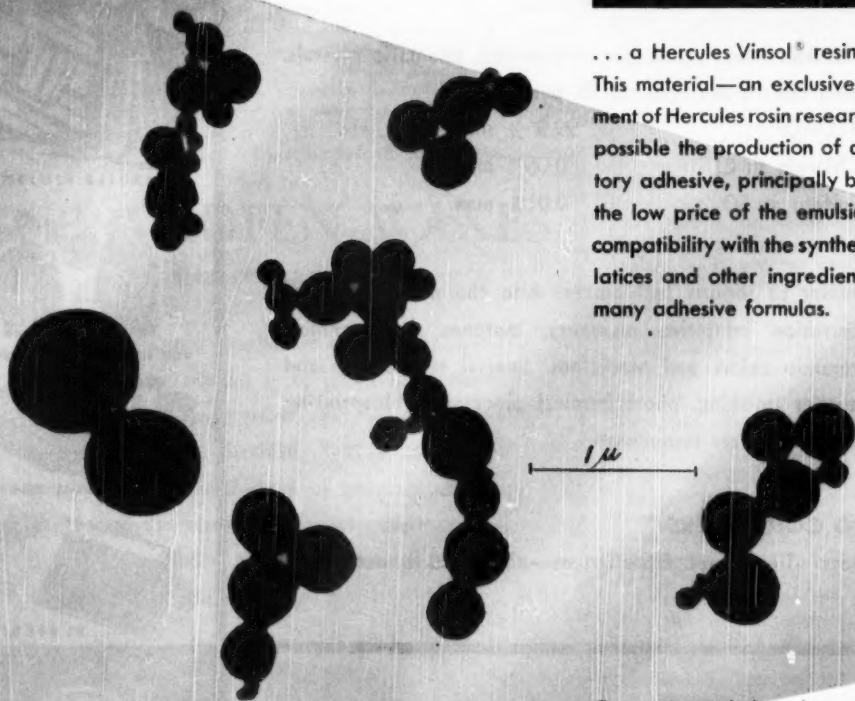 ... a Hercules Vinsol® resin
This material—an exclusive
ment of Hercules rosin resear
possible the production of a
tory adhesive, principally b
the low price of the emulsi
compatibility with the synthe
latices and other ingredien
many adhesive formulas.
1 μ